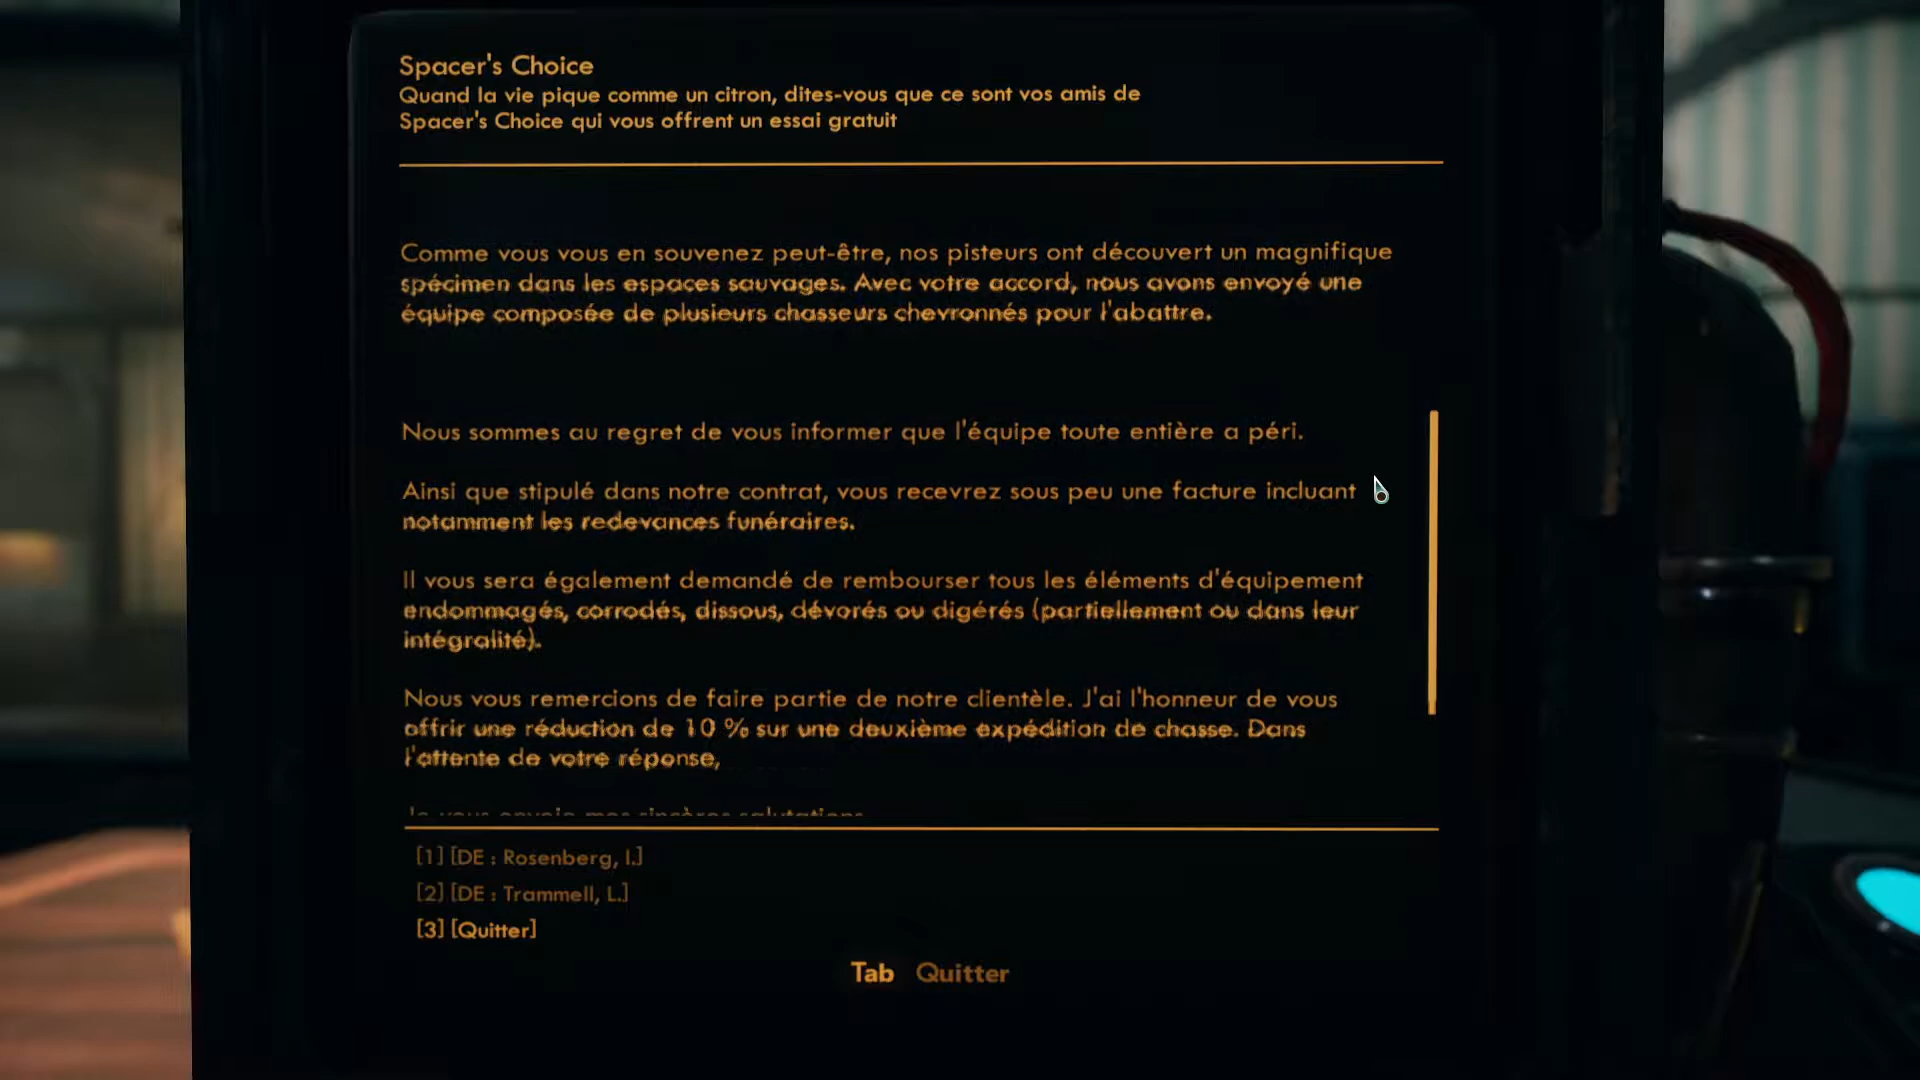 Spacer's Choice
Quand la vie pique comme un citron, dites-vous que ce sont vos amis de
Spacer's Choice qui vous offrent un essai gratuit
Comme vous vous en souvenez peut-être, nos pisteurs ont découvert un magnifique
spécimen dans les espaces sauvages. Avec votre accord, nous avons envoyé une
équipe composée de plusieurs chasseurs chevronnés pour l'abattre.
Nous sommes au regret de vous informer que l'équipe toute entière a péri.
Ainsi que stipulé dans notre contrat, vous recevrez sous peu une facture incluant
notamment les redevances funéraires.
Il vous sera également demandé de rembourser tous les éléments d'équipement
endommagés, corrodés, dissous, dévorés ou digérés (partiellement ou dans leur
intégralité).
Nous vous remercions de faire partie de notre clientèle. J'ai l'honneur de vous
offrir une réduction de 10 % sur une deuxième expédition de chasse. Dans
l'attente de votre réponse,
Je vous envoie mes sincères salutations
[1] [DE : Rosenberg, I.]
[2] [DE : Trammell, L.]
[3] [Quitter]
Tab Quitter